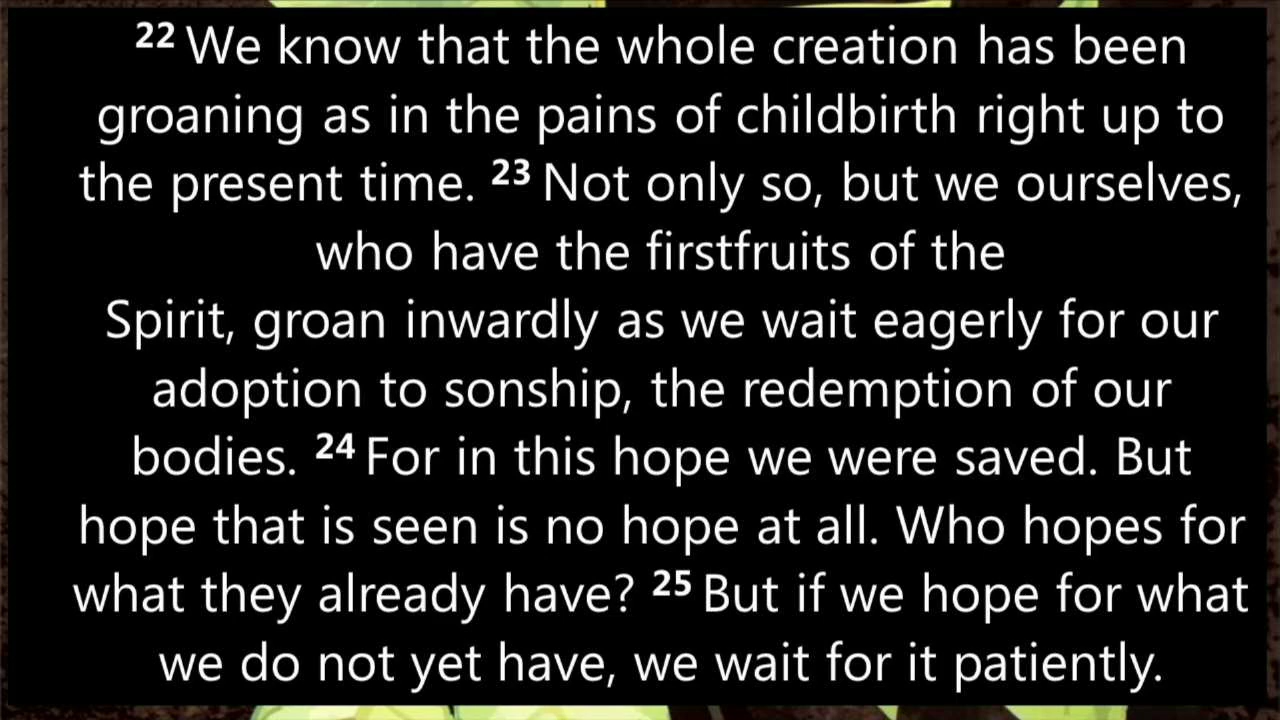 22 We know that the whole creation has been
groaning as in the pains of childbirth right up to
the present time. 23 Not only so, but we ourselves,
who have the firstfruits of the
Spirit, groan inwardly as we wait eagerly for our
adoption to sonship, the redemption of our
bodies. 24 For in this hope we were saved. But
hope that is seen is no hope at all. Who hopes for
what they already have? 25 But if we hope for what
we do not yet have, we wait for it patiently.